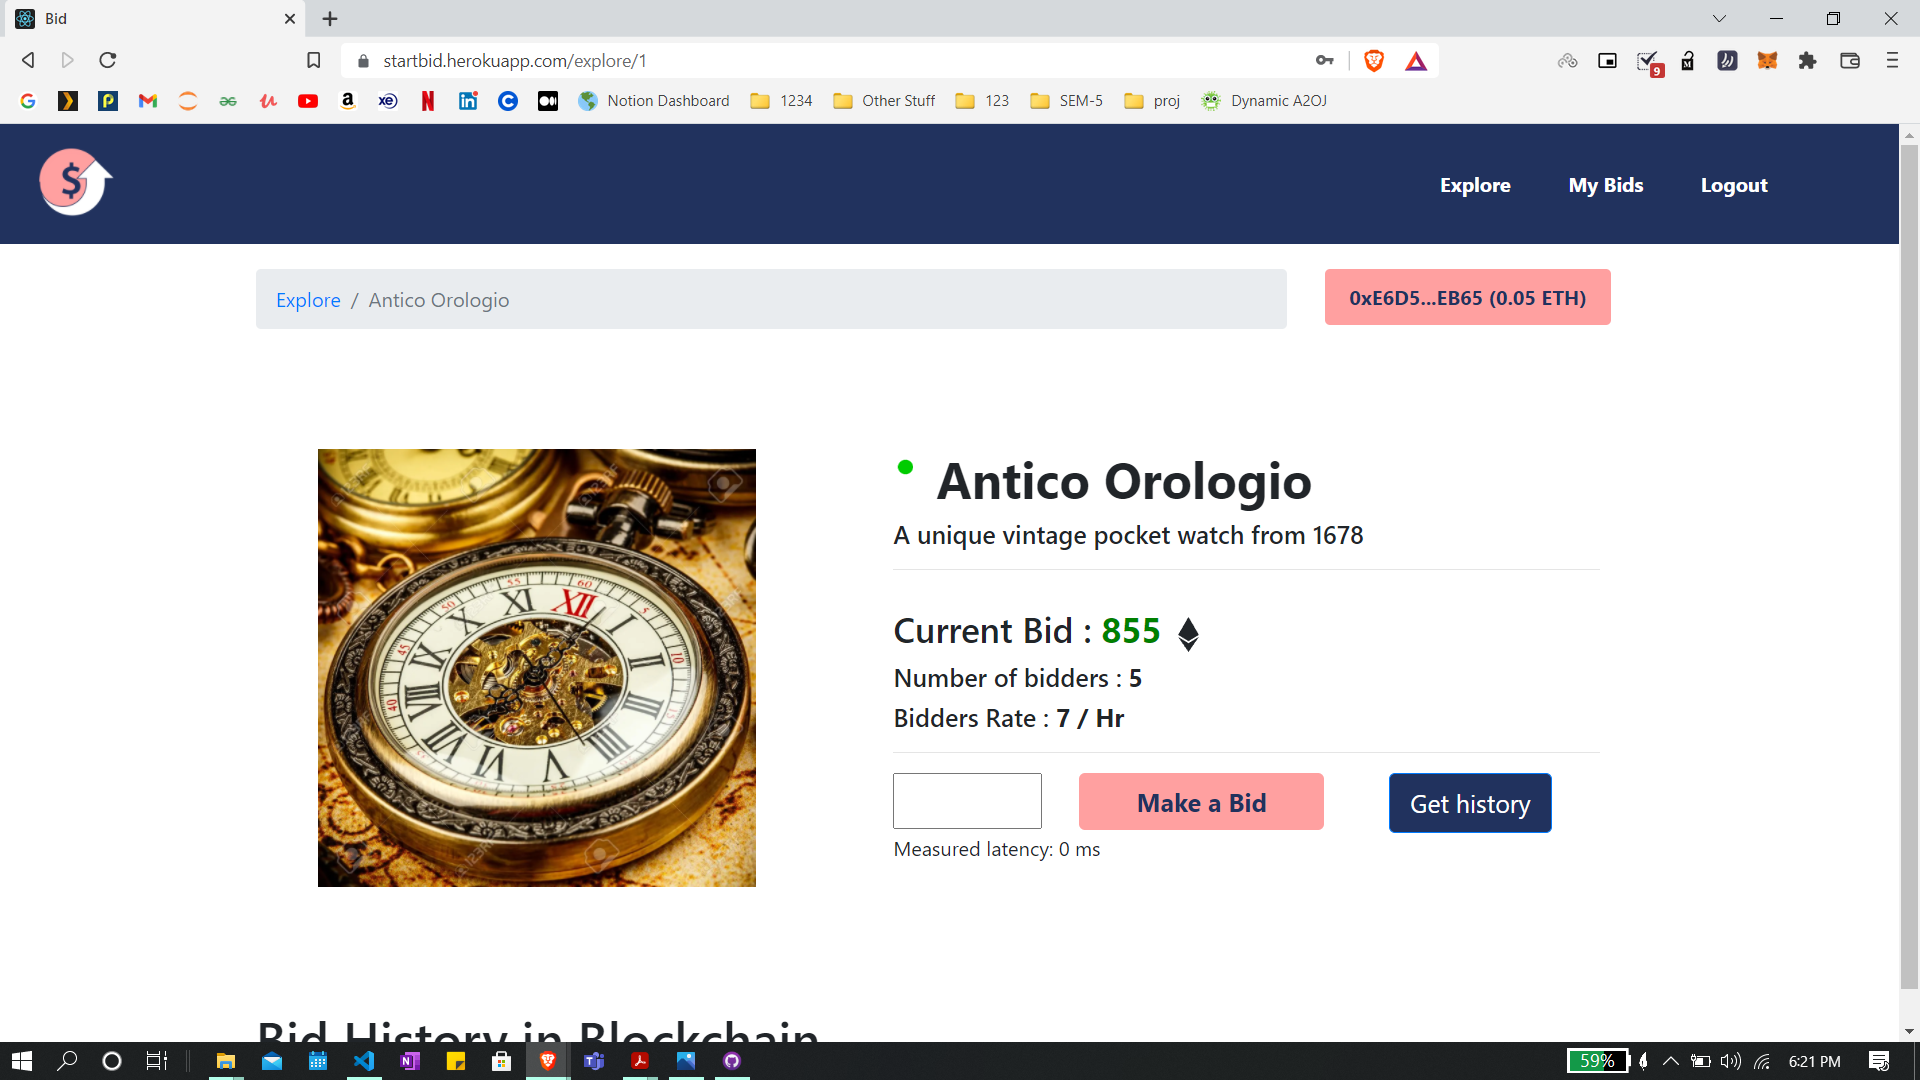 Bid
startbid.herokuapp.com/explore/1
9
Notion Dashboard
1234
Other Stuff
123
SEM-5
proj
Dynamic A2OJ
Explore
My Bids
Logout
Explore / Antico Orologio
0xE6D5...EB65 (0.05 ETH)
Antico Orologio
A unique vintage pocket watch from 1678
Current Bid : 855
Number of bidders : 5
Bidders Rate : 7 / Hr
Make a Bid
Get history
Measured latency: 0 ms
Bid History in Blockchain
59%
6:21 PM